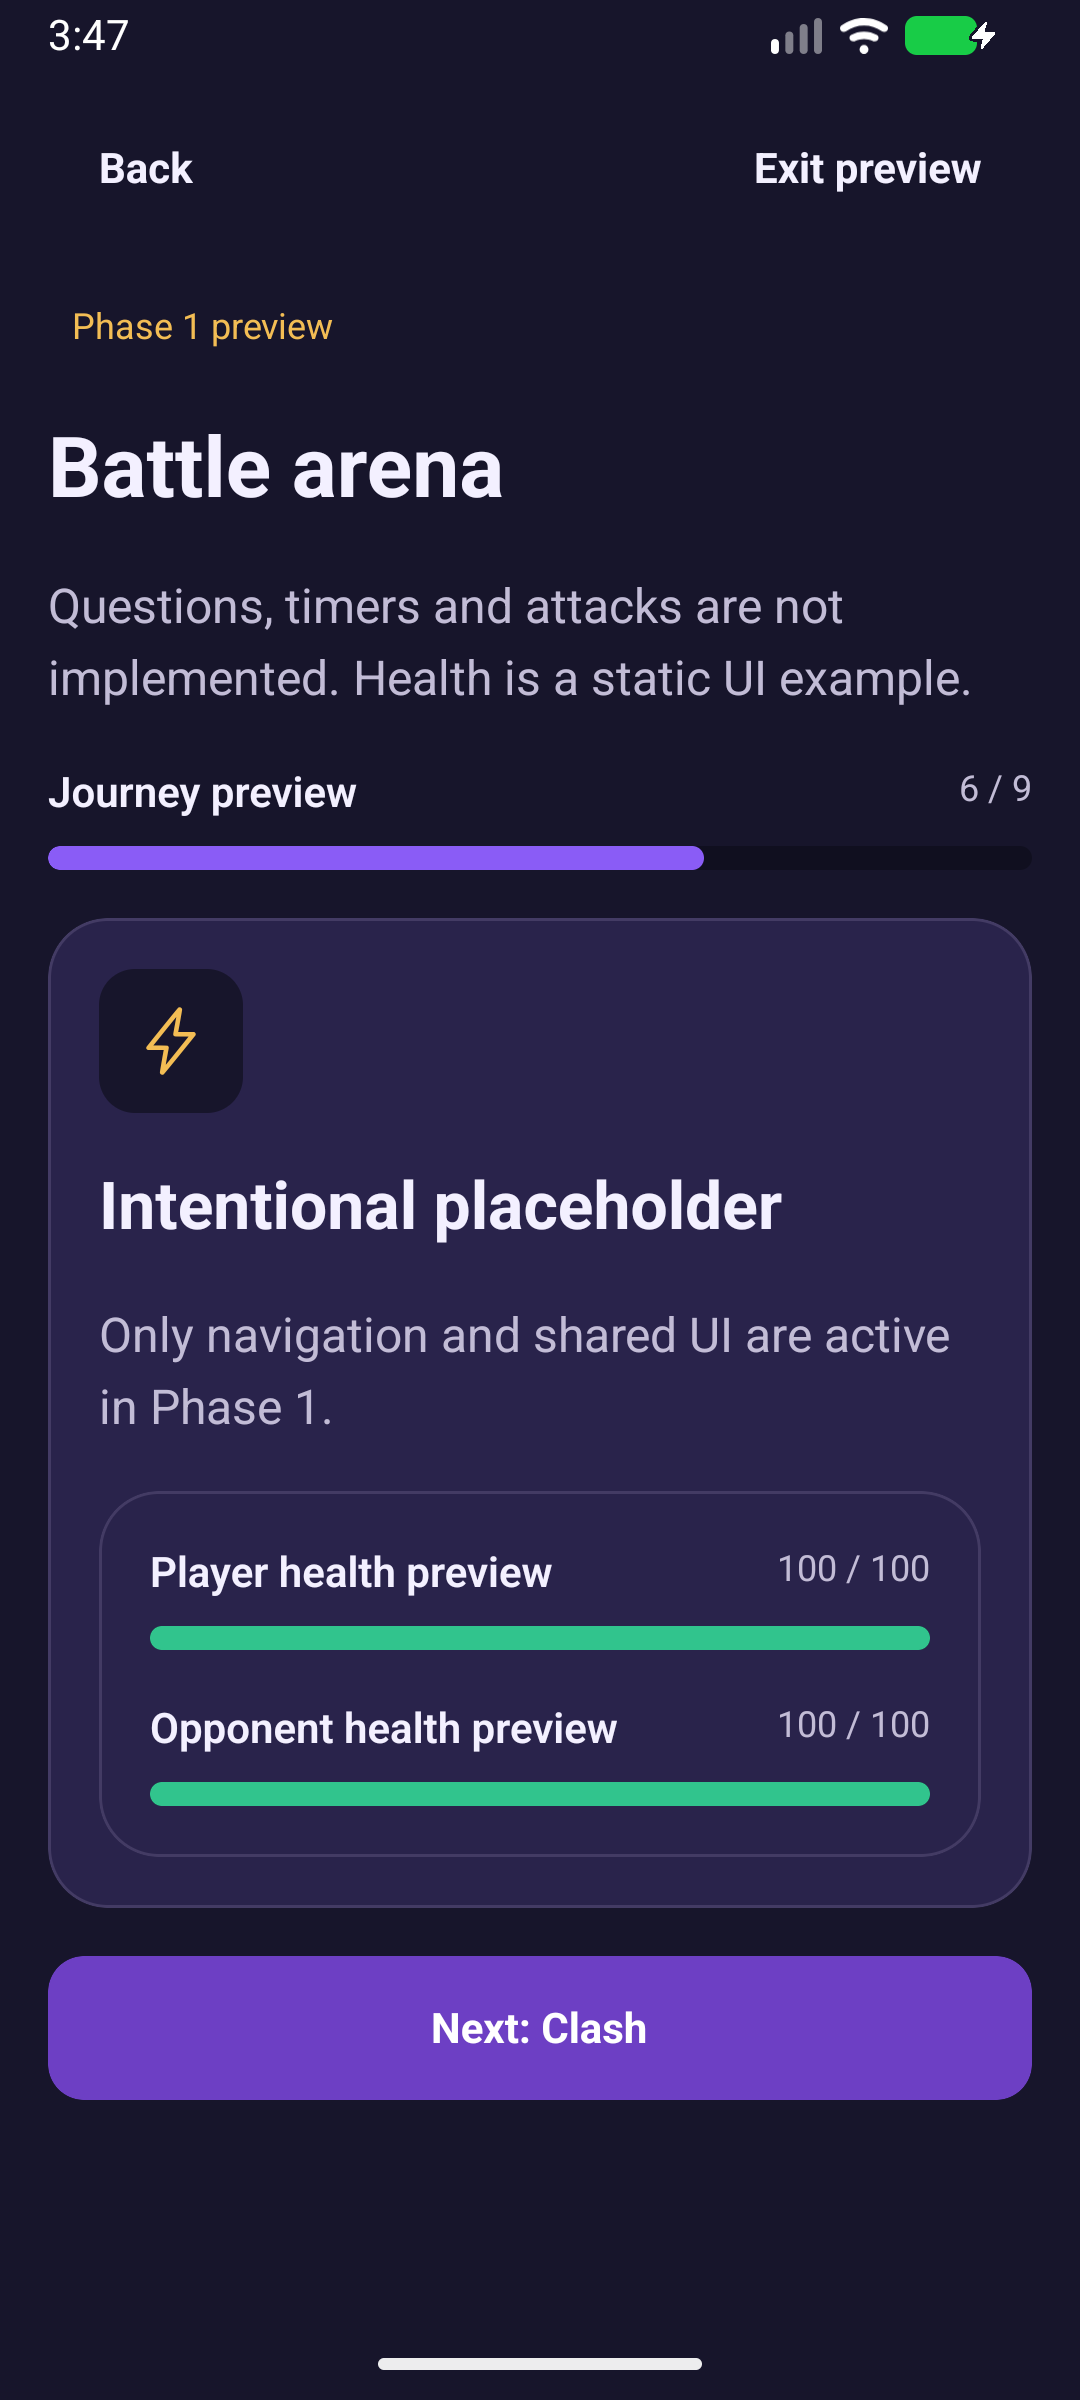 3:47
Back
Exit preview
Phase 1 preview
Battle arena
Questions, timers and attacks are not
implemented. Health is a static UI example.
Journey preview
6 / 9
Intentional placeholder
Only navigation and shared UI are active
in Phase 1.
Player health preview
100 / 100
Opponent health preview
100 / 100
Next: Clash